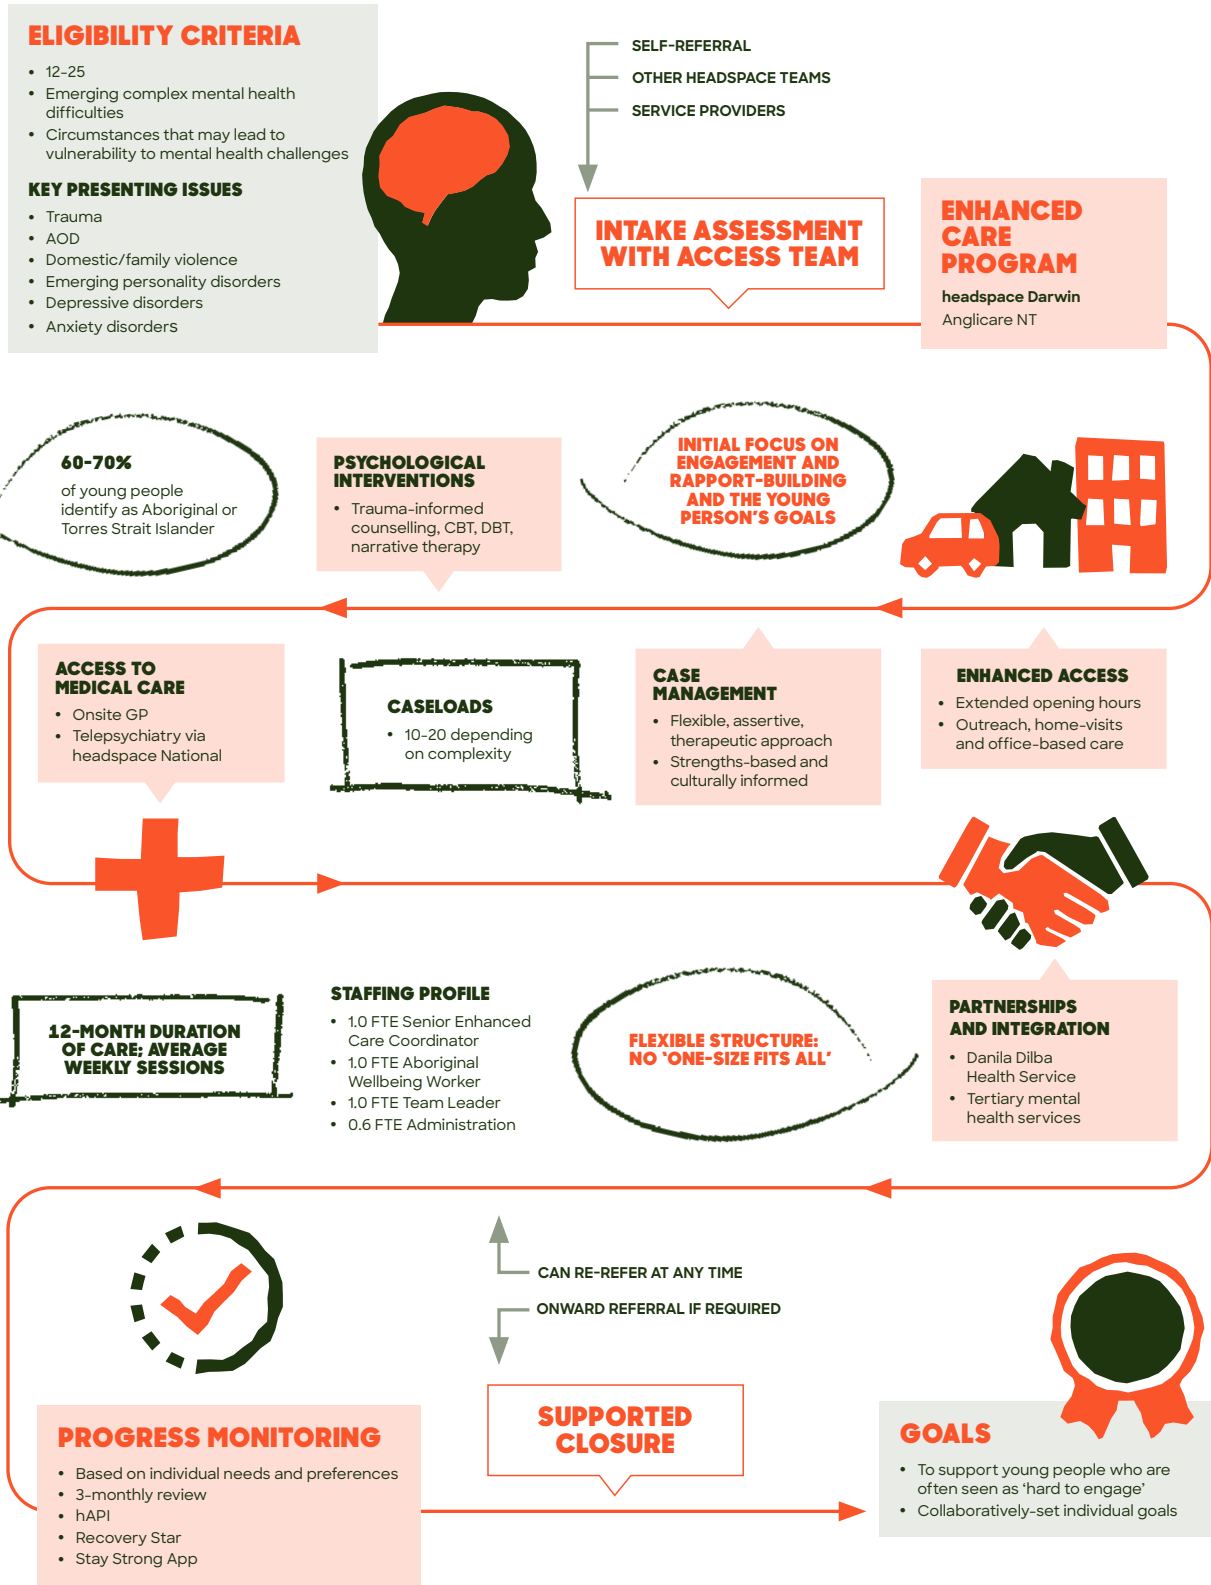 ELIGIBILITY CRITERIA
• 12-25
• Emerging complex mental health
difficulties
• Circumstances that may lead to
vulnerability to mental health challenges
KEY PRESENTING ISSUES
• Trauma
• AOD
• Domestic/family violence
• Emerging personality disorders
• Depressive disorders
• Anxiety disorders
SELF-REFERRAL
OTHER HEADSPACE TEAMS
SERVICE PROVIDERS
INTAKE ASSESSMENT
WITH ACCESS TEAM
ENHANCED
CARE
PROGRAM
headspace Darwin
Anglicare NT
60-70%
of young people
identify as Aboriginal or
Torres Strait Islander
PSYCHOLOGICAL
INTERVENTIONS
• Trauma-informed
counselling, CBT, DBT,
narrative therapy
INITIAL FOCUS ON
ENGAGEMENT AND
RAPPORT-BUILDING
AND THE YOUNG
PERSON'S GOALS
ACCESS TO
MEDICAL CARE
• Onsite GP
• Telepsychiatry via
headspace National
CASELOADS
• 10-20 depending
on complexity
CASE
MANAGEMENT
• Flexible, assertive,
therapeutic approach
• Strengths-based and
culturally informed
ENHANCED ACCESS
• Extended opening hours
• Outreach, home-visits
and office-based care
12-MONTH DURATION
OF CARE; AVERAGE
WEEKLY SESSIONS
STAFFING PROFILE
• 1.0 FTE Senior Enhanced
Care Coordinator
• 1.0 FTE Aboriginal
Wellbeing Worker
• 1.0 FTE Team Leader
• 0.6 FTE Administration
FLEXIBLE STRUCTURE:
NO 'ONE-SIZE FITS ALL'
PARTNERSHIPS
AND INTEGRATION
• Danila Dilba
Health Service
• Tertiary mental
health services
CAN RE-REFER AT ANY TIME
ONWARD REFERRAL IF REQUIRED
PROGRESS MONITORING
• Based on individual needs and preferences
• 3-monthly review
• hAPI
• Recovery Star
• Stay Strong App
SUPPORTED
CLOSURE
GOALS
• To support young people who are
often seen as 'hard to engage'
• Collaboratively-set individual goals